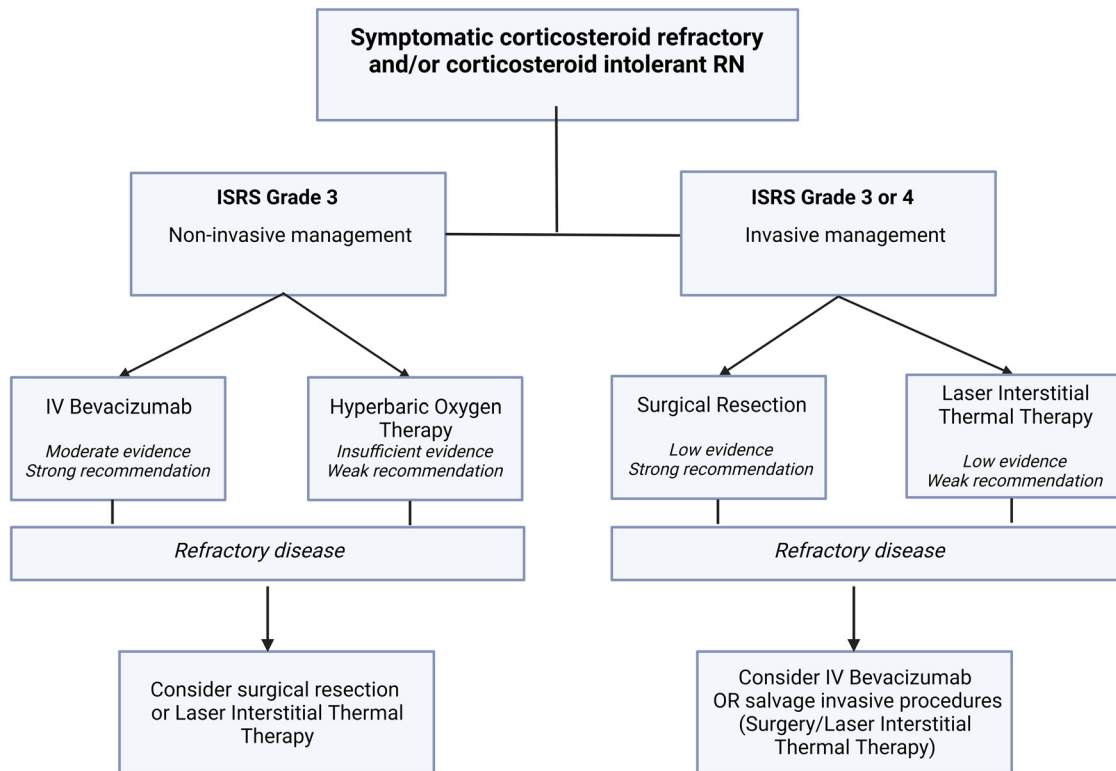 Symptomatic corticosteroid refractory
and/or corticosteroid intolerant RN
ISRS Grade 3
Non-invasive management
ISRS Grade 3 or 4
Invasive management
IV Bevacizumab
Moderate evidence
Strong recommendation
Hyperbaric Oxygen
Therapy
Insufficient evidence
Weak recommendation
Surgical Resection
Low evidence
Strong recommendation
Laser Interstitial
Thermal Therapy
Low evidence
Weak recommendation
Refractory disease
Refractory disease
Consider surgical resection
or Laser Interstitial Thermal
Therapy
Consider IV Bevacizumab
OR salvage invasive procedures
(Surgery/Laser Interstitial
Thermal Therapy)